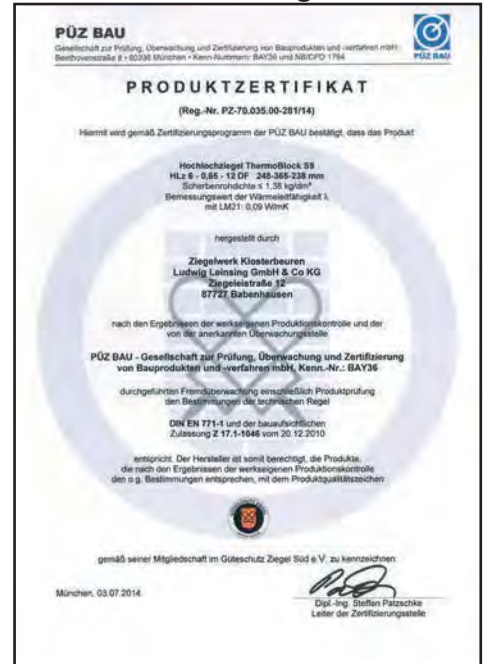 PÜZ BAU
Gesellschaft zur Prüfung, Überwachung und Zertifizierung von Bauprodukten und -verfahren mbH
Beethovenstraße 8 • 80336 München • Kenn-Nummern: BAY36 und NB/CPD 1794
PÜZ BAU
PRODUKTZERTIFIKAT
(Reg.-Nr. PZ-70.035.00-281/14)
Hiermit wird gemäß Zertifizierungsprogramm der PÜZ BAU bestätigt, dass das Produkt
Hochlochziegel ThermoBlock S9
HLz 6 - 0,65 - 12 DF 248-365-238 mm
Scherbenrohdichte ≤ 1,38 kg/dm³
Bemessungswert der Wärmeleitfähigkeit λ
mit LM21: 0,09 W/mK
hergestellt durch
Ziegelwerk Klosterbeuren
Ludwig Leinsing GmbH & Co KG
Ziegeleistraße 12
87727 Babenhausen
nach den Ergebnissen der werkseigenen Produktionskontrolle und der
von der anerkannten Überwachungsstelle
PÜZ BAU - Gesellschaft zur Prüfung, Überwachung und Zertifizierung
von Bauprodukten und -verfahren mbH, Kenn.-Nr.: BAY36
durchgeführten Fremdüberwachung einschließlich Produktprüfung
den Bestimmungen der technischen Regel
DIN EN 771-1 und der bauaufsichtlichen
Zulassung Z 17.1-1046 vom 20.12.2010
entspricht. Der Hersteller ist somit berechtigt, die Produkte,
die nach den Ergebnissen der werkseigenen Produktionskontrolle
den o.g. Bestimmungen entsprechen, mit dem Produktqualitätszeichen
gemäß seiner Mitgliedschaft im Güteschutz Ziegel Süd e.V. zu kennzeichnen.
München, 03.07.2014
Dipl.-Ing. Steffen Patzschke
Leiter der Zertifizierungsstelle